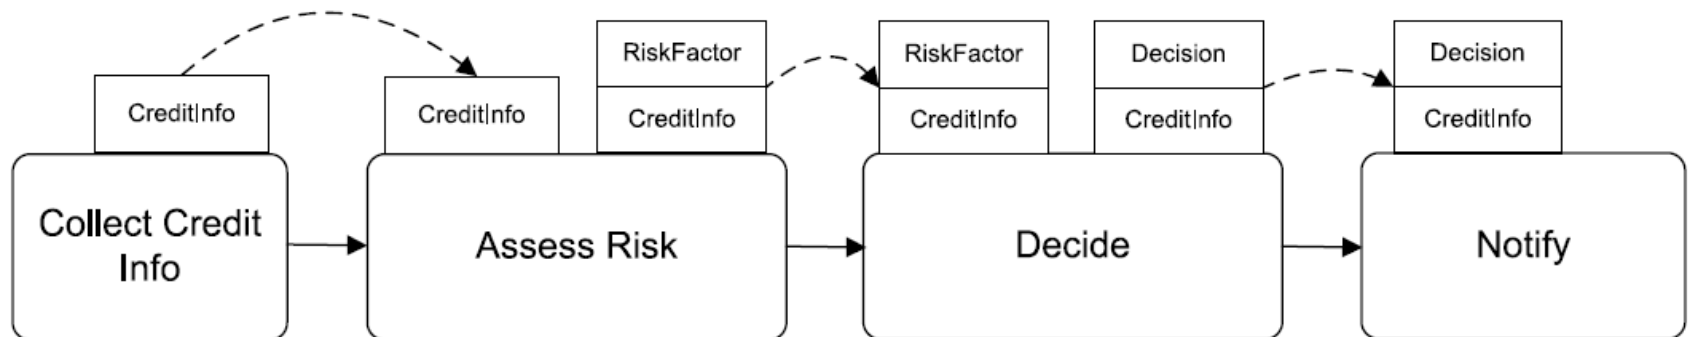 CreditInfo
CreditInfo
RiskFactor
CreditInfo
RiskFactor
CreditInfo
Decision
CreditInfo
Decision
CreditInfo
Collect Credit
Info
Assess Risk
Decide
Notify